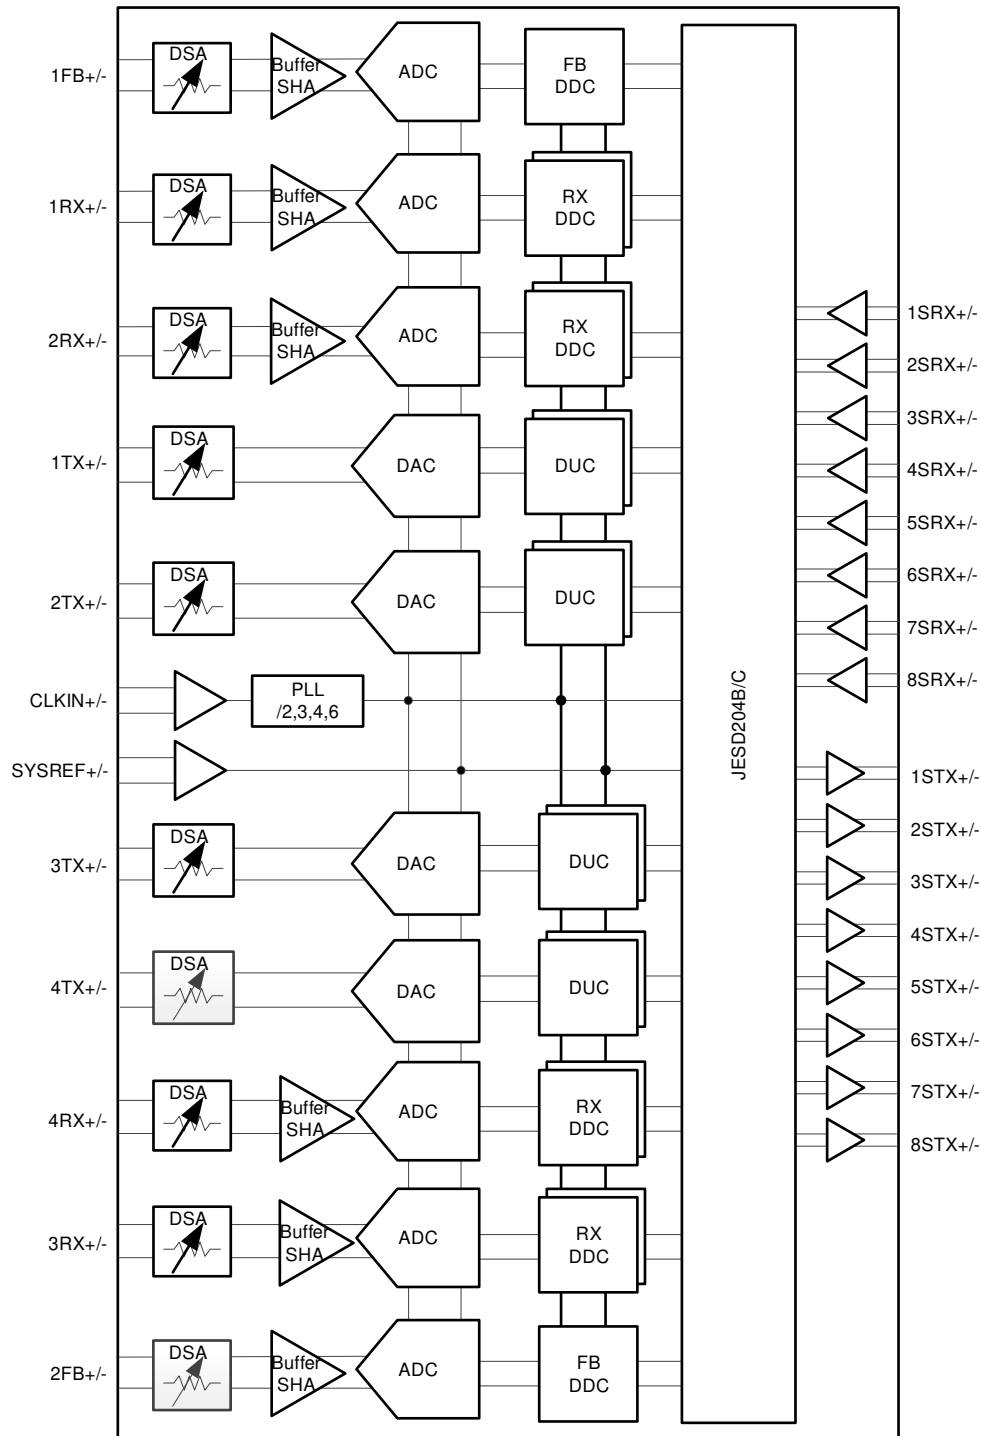 1FB+/-
DSA
Buffer
SHA
ADC
FB
DDC
1RX+/-
DSA
Buffer
SHA
ADC
RX
DDC
2RX+/-
DSA
Buffer
SHA
ADC
RX
DDC
1TX+/-
DSA
DAC
DUC
2TX+/-
DSA
DAC
DUC
CLKIN+/-
PLL
/2,3,4,6
SYSREF+/-
3TX+/-
DSA
DAC
DUC
4TX+/-
DSA
DAC
DUC
4RX+/-
DSA
Buffer
SHA
ADC
RX
DDC
3RX+/-
DSA
Buffer
SHA
ADC
RX
DDC
2FB+/-
DSA
Buffer
SHA
ADC
FB
DDC
JESD204B/C
1SRX+/-
2SRX+/-
3SRX+/-
4SRX+/-
5SRX+/-
6SRX+/-
7SRX+/-
8SRX+/-
1STX+/-
2STX+/-
3STX+/-
4STX+/-
5STX+/-
6STX+/-
7STX+/-
8STX+/-